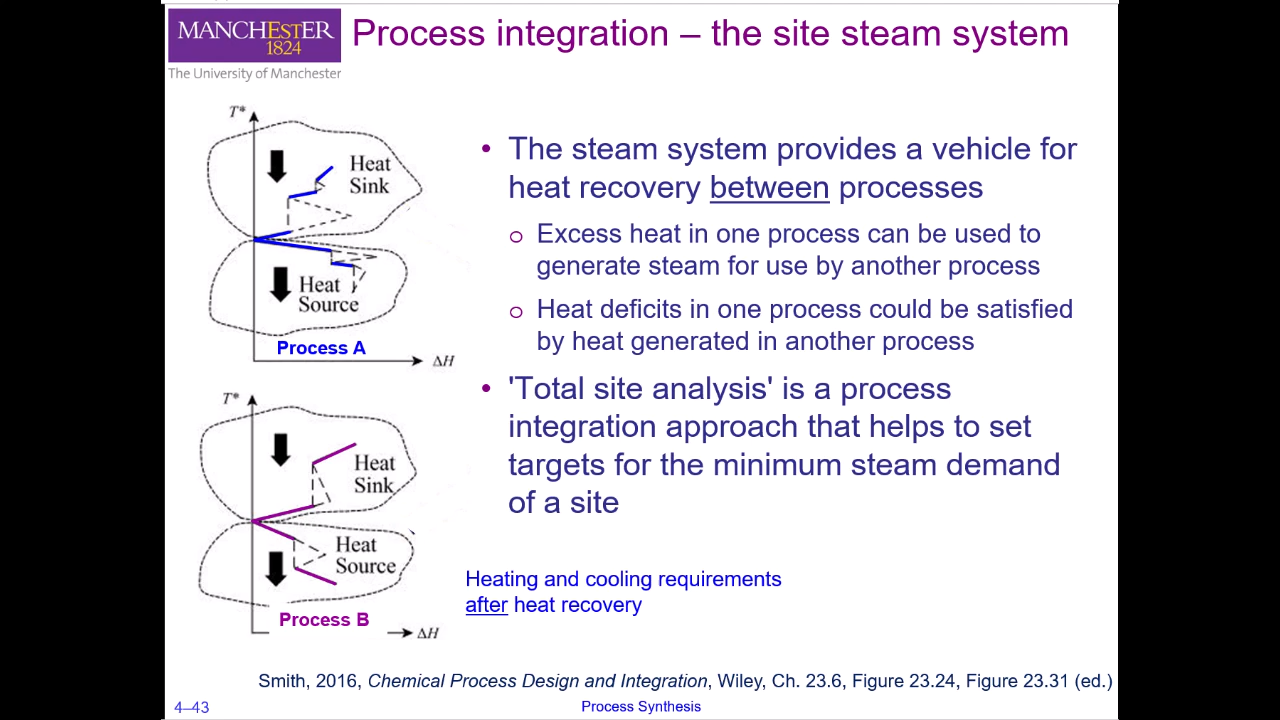 MANCHESTER
1824
The University of Manchester
Process integration – the site steam system
T*
Heat
Sink
Heat
Source
Process A
ΔH
T*
Heat
Sink
Heat
Source
Process B
ΔH
• The steam system provides a vehicle for
heat recovery between processes
o Excess heat in one process can be used to
generate steam for use by another process
o Heat deficits in one process could be satisfied
by heat generated in another process
• 'Total site analysis' is a process
integration approach that helps to set
targets for the minimum steam demand
of a site
Heating and cooling requirements
after heat recovery
Smith, 2016, Chemical Process Design and Integration, Wiley, Ch. 23.6, Figure 23.24, Figure 23.31 (ed.)
4–43
Process Synthesis